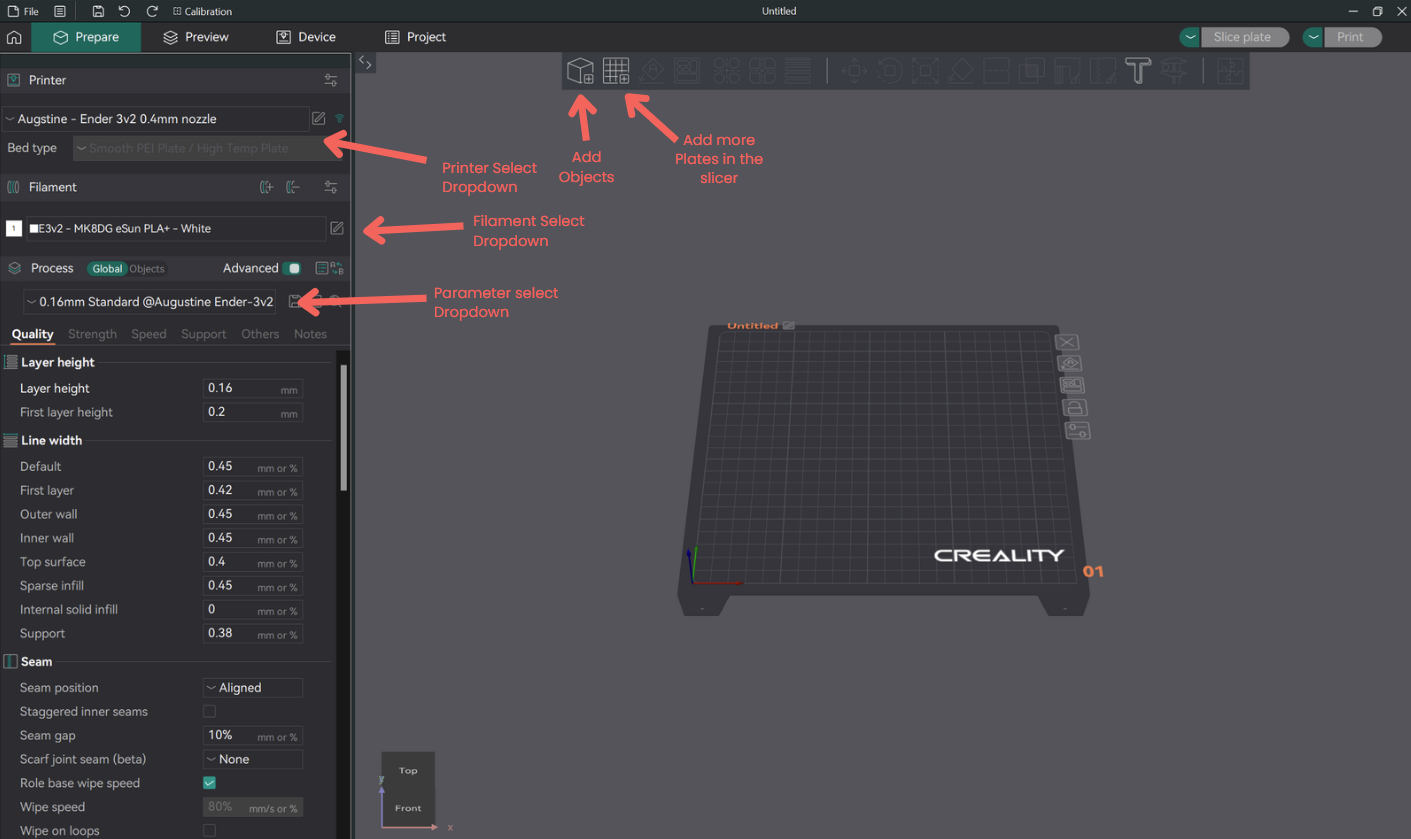 File
Calibration
Untitled
Prepare
Preview
Device
Project
Slice plate
Print
Printer
Augstine - Ender 3v2 0.4mm nozzle
Bed type
Smooth PEI Plate / High Temp Plate
Filament
1
E3v2 - MK8DG eSun PLA+ - White
Process
Global
Objects
Advanced
0.16mm Standard @Augustine Ender-3v2
Quality
Strength
Speed
Support
Others
Notes
Layer height
Layer height 0.16 mm
First layer height 0.2 mm
Line width
Default 0.45 mm or %
First layer 0.42 mm or %
Outer wall 0.45 mm or %
Inner wall 0.45 mm or %
Top surface 0.4 mm or %
Sparse infill 0.45 mm or %
Internal solid infill 0 mm or %
Support 0.38 mm or %
Seam
Seam position Aligned
Staggered inner seams
Seam gap 10% mm or %
Scarf joint seam (beta) None
Role base wipe speed
Wipe speed 80% mm/s or %
Wipe on loops
Printer Select
Dropdown
Add
Objects
Add more
Plates in the
slicer
Filament Select
Dropdown
Parameter select
Dropdown
Untitled
CREALITY
01
Top
Front
y
x